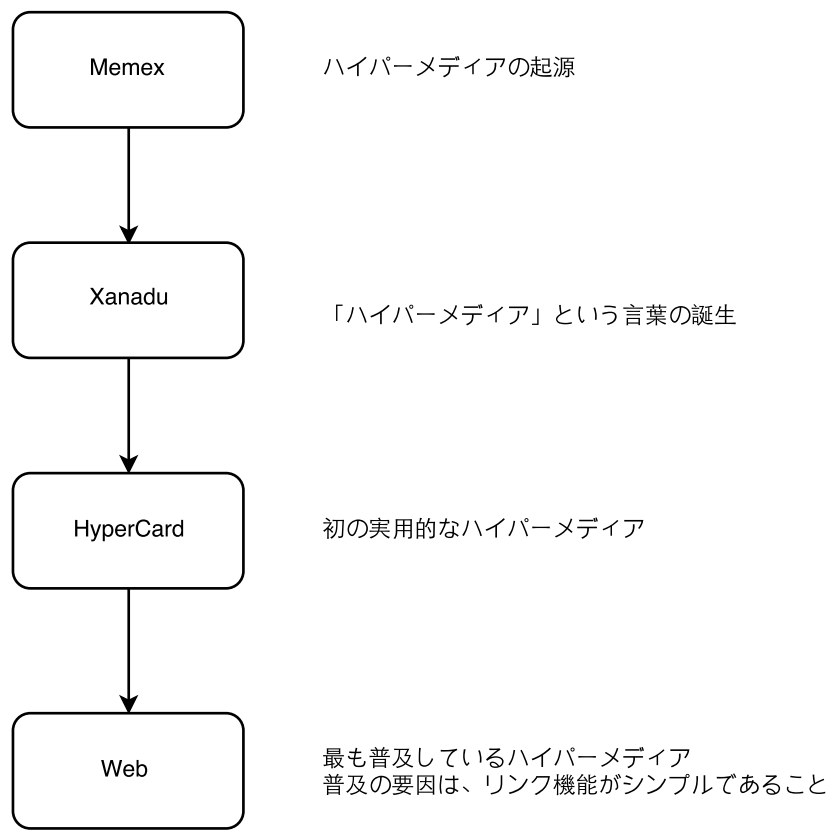 Memex
ハイパーメディアの起源
Xanadu
「ハイパーメディア」という言葉の誕生
HyperCard
初の実用的なハイパーメディア
Web
最も普及しているハイパーメディア
普及の要因は、リンク機能がシンプルであること